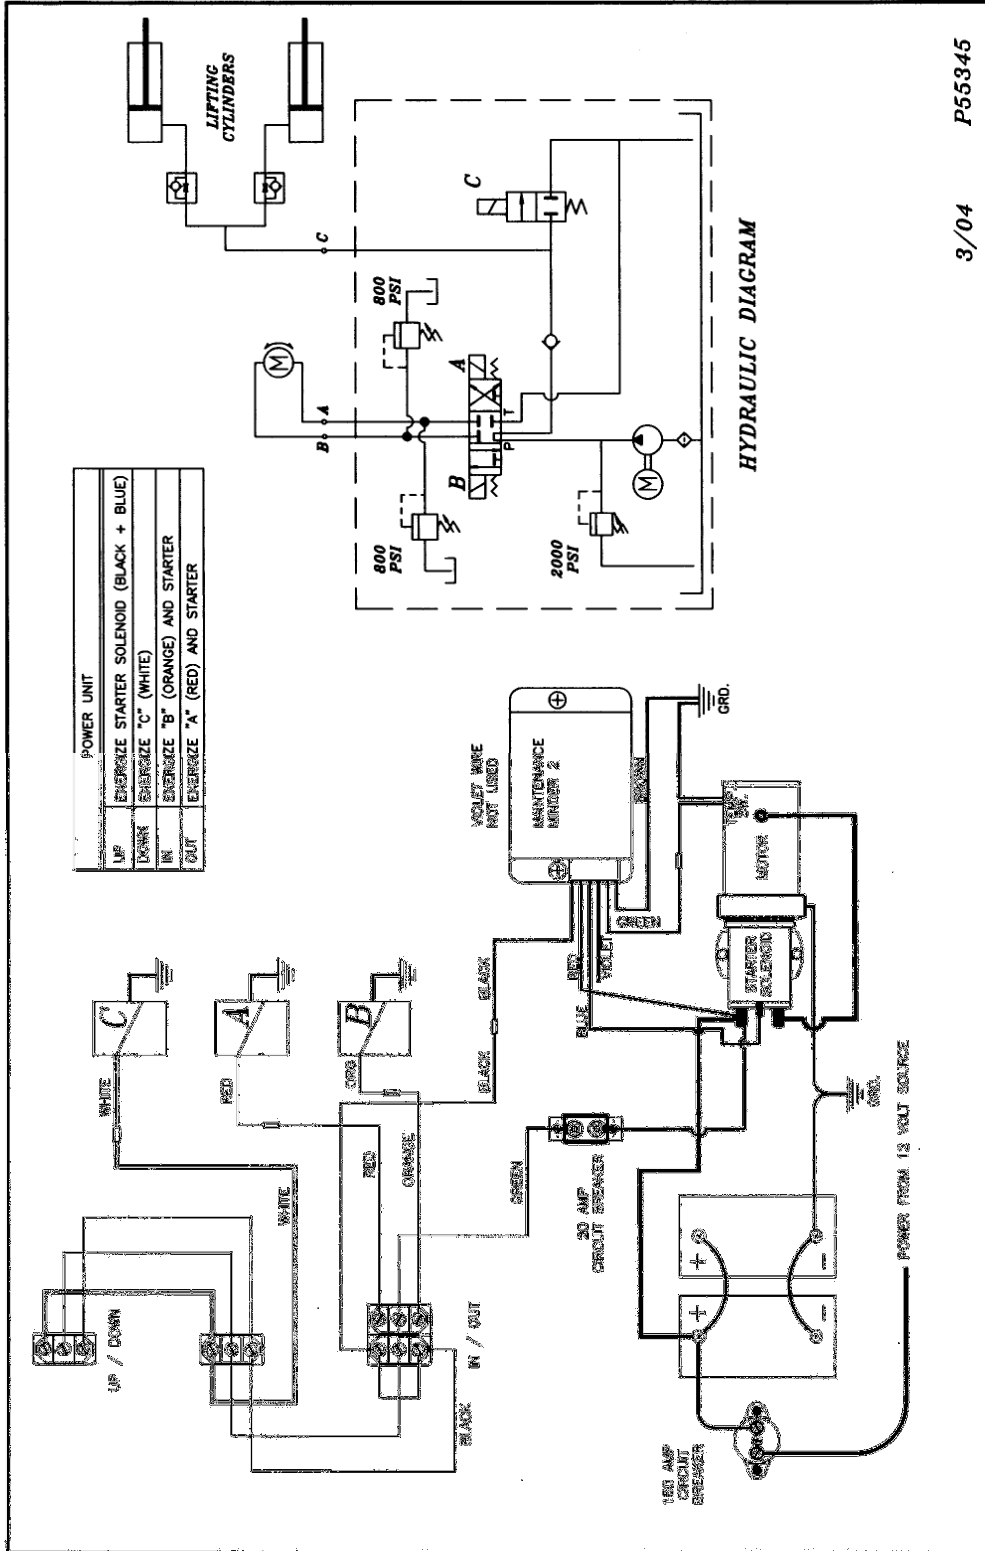 POWER UNIT
UP ENERGIZE STARTER SOLENOID (BLACK + BLUE)
DOWN ENERGIZE "C" (WHITE)
IN ENERGIZE "B" (ORANGE) AND STARTER
OUT ENERGIZE "A" (RED) AND STARTER
LIFTING
CYLINDERS
C
C
800
PSI
A
B
M
A
B
P
T
800
PSI
2000
PSI
M
HYDRAULIC DIAGRAM
3/04 P55345
UP / DOWN
WHITE
C
WHITE
RED
A
RED
ORG
B
ORANGE
IN / OUT
BLACK
BLACK
BLACK
GREEN
20 AMP
CIRCUIT BREAKER
VIOLET WIRE
NOT USED
MAINTENANCE
MINDER 2
RED
VIOLET
BLUE
GREEN
BROWN
GRD.
TEMP
SW.
MOTOR
STARTER
SOLENOID
GRD.
+
-
+
-
POWER FROM 12 VOLT SOURCE
CIRCUIT
BREAKER